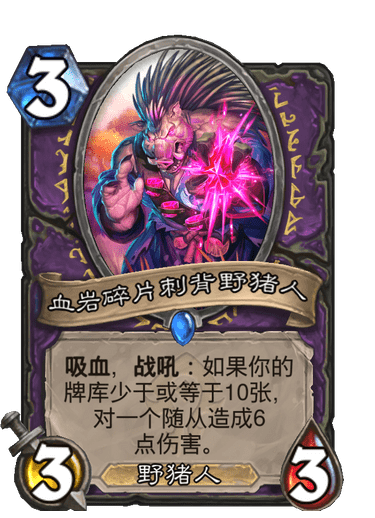 3
血岩碎片刺背野猪人
吸血，战吼：如果你的
牌库少于或等于10张，
对一个随从造成6
点伤害。
野猪人
3
3